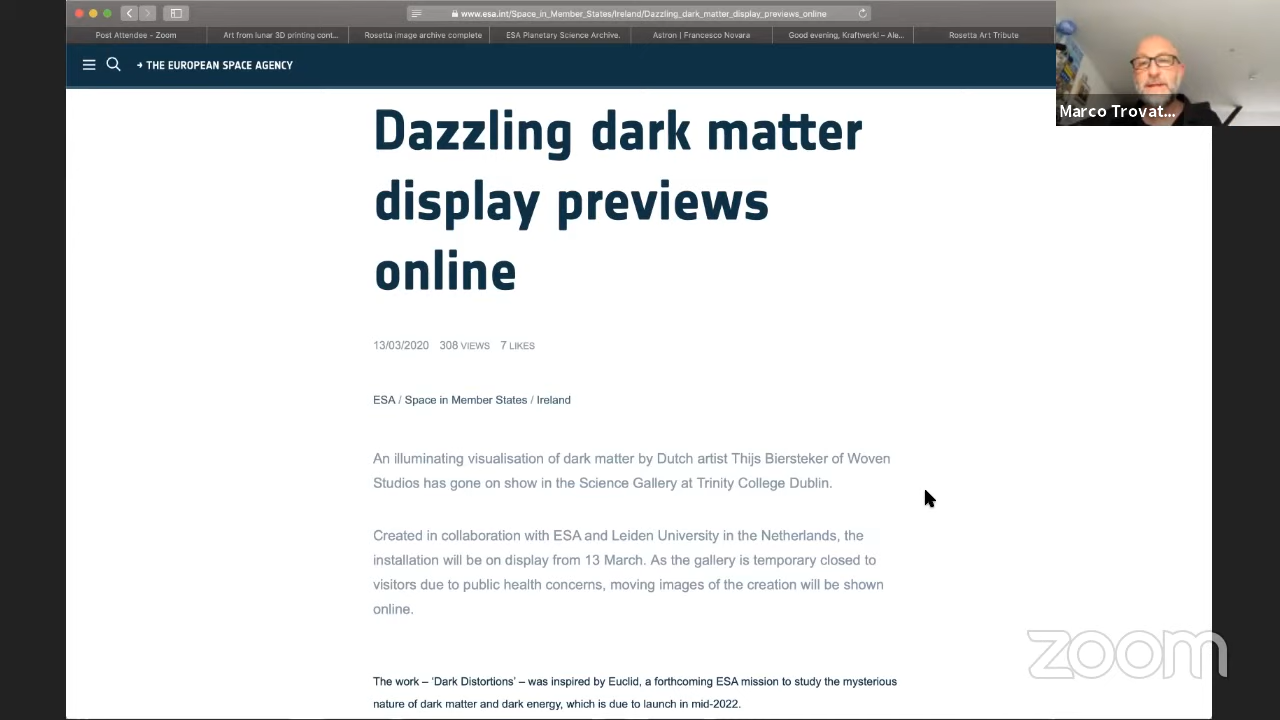 www.esa.int/Space_in_Member_States/Ireland/Dazzling_dark_matter_display_previews_online
Post Attendee - Zoom
Art from lunar 3D printing cont...
Rosetta image archive complete
ESA Planetary Science Archive.
Astron | Francesco Novara
Good evening, Kraftwerk! – Ale...
Rosetta Art Tribute
→ THE EUROPEAN SPACE AGENCY
Marco Trovat...
Dazzling dark matter
display previews
online
13/03/2020 308 VIEWS 7 LIKES
ESA / Space in Member States / Ireland
An illuminating visualisation of dark matter by Dutch artist Thijs Biersteker of Woven
Studios has gone on show in the Science Gallery at Trinity College Dublin.
Created in collaboration with ESA and Leiden University in the Netherlands, the
installation will be on display from 13 March. As the gallery is temporary closed to
visitors due to public health concerns, moving images of the creation will be shown
online.
The work – ‘Dark Distortions’ – was inspired by Euclid, a forthcoming ESA mission to study the mysterious
nature of dark matter and dark energy, which is due to launch in mid-2022.
zoom